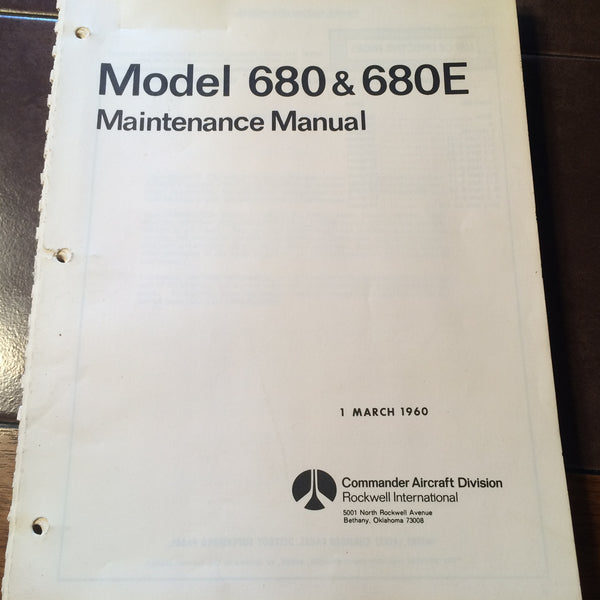 Model 680 & 680E
Maintenance Manual
1 MARCH 1960
Commander Aircraft Division
Rockwell International
5001 North Rockwell Avenue
Bethany, Oklahoma 73008